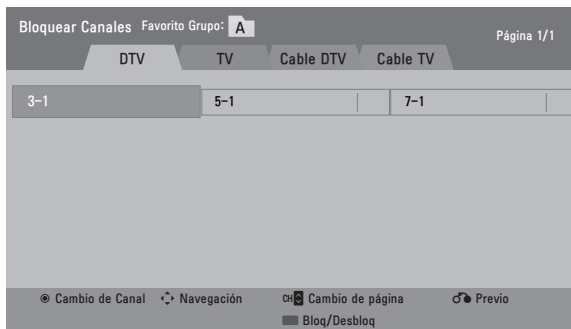 Bloquear Canales Favorito Grupo: A
Página 1/1
DTV TV Cable DTV Cable TV
3-1 5-1 7-1
Cambio de Canal Navegación CH Cambio de página Previo
Bloq/Desbloq